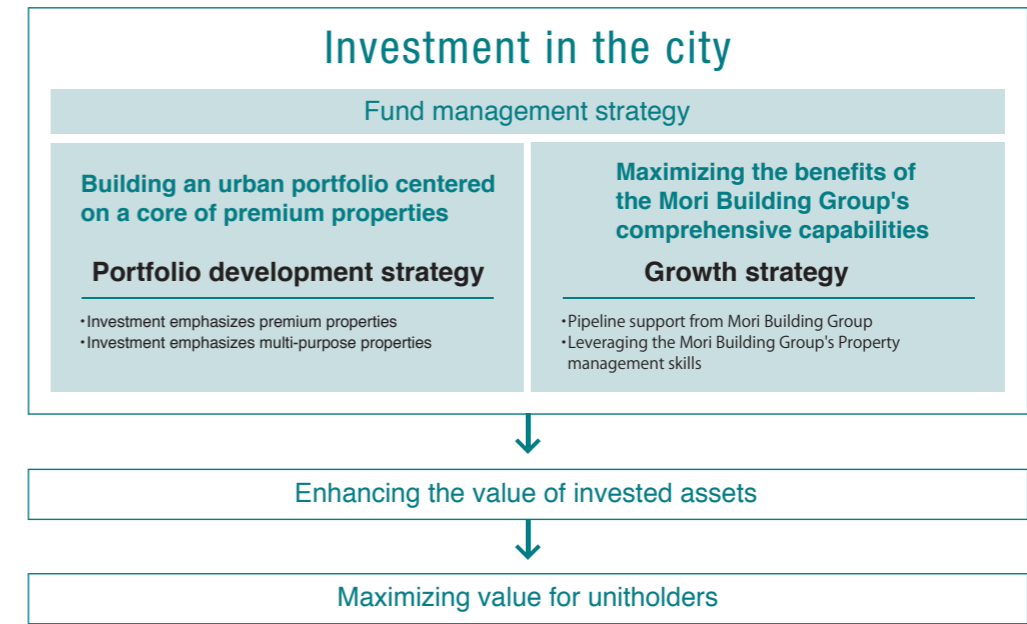 Investment in the city
Fund management strategy
Building an urban portfolio centered
on a core of premium properties
Portfolio development strategy
・Investment emphasizes premium properties
・Investment emphasizes multi-purpose properties
Maximizing the benefits of
the Mori Building Group's
comprehensive capabilities
Growth strategy
・Pipeline support from Mori Building Group
・Leveraging the Mori Building Group's Property
management skills
Enhancing the value of invested assets
Maximizing value for unitholders